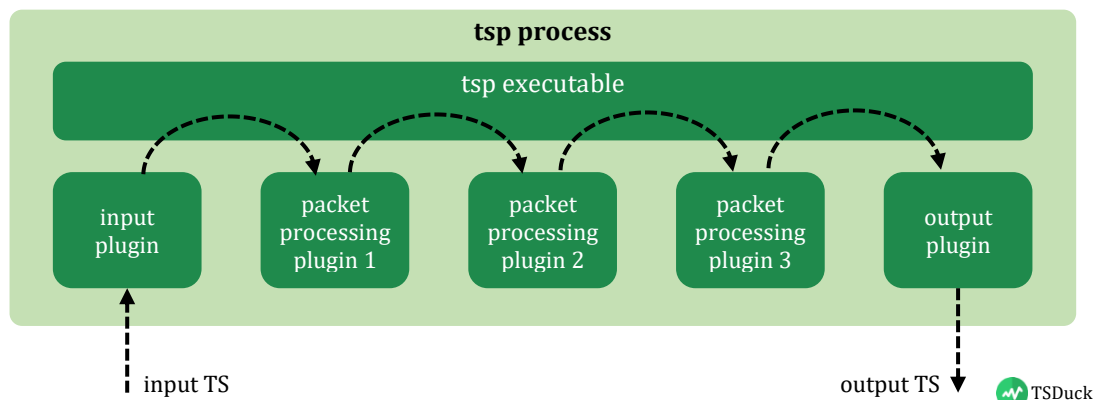 tsp process
tsp executable
input
plugin
packet
processing
plugin 1
packet
processing
plugin 2
packet
processing
plugin 3
output
plugin
input TS
output TS
TSDuck